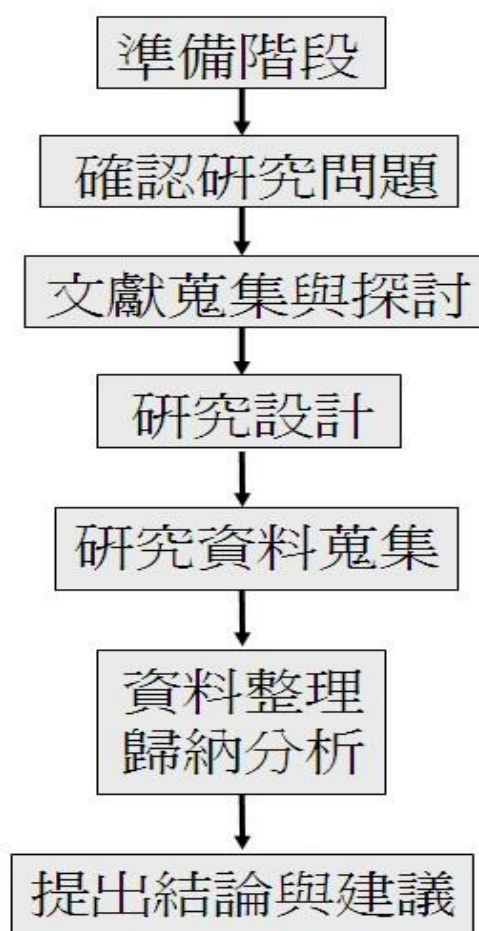 準備階段
確認研究問題
文獻蒐集與探討
研究設計
研究資料蒐集
資料整理
歸納分析
提出結論與建議